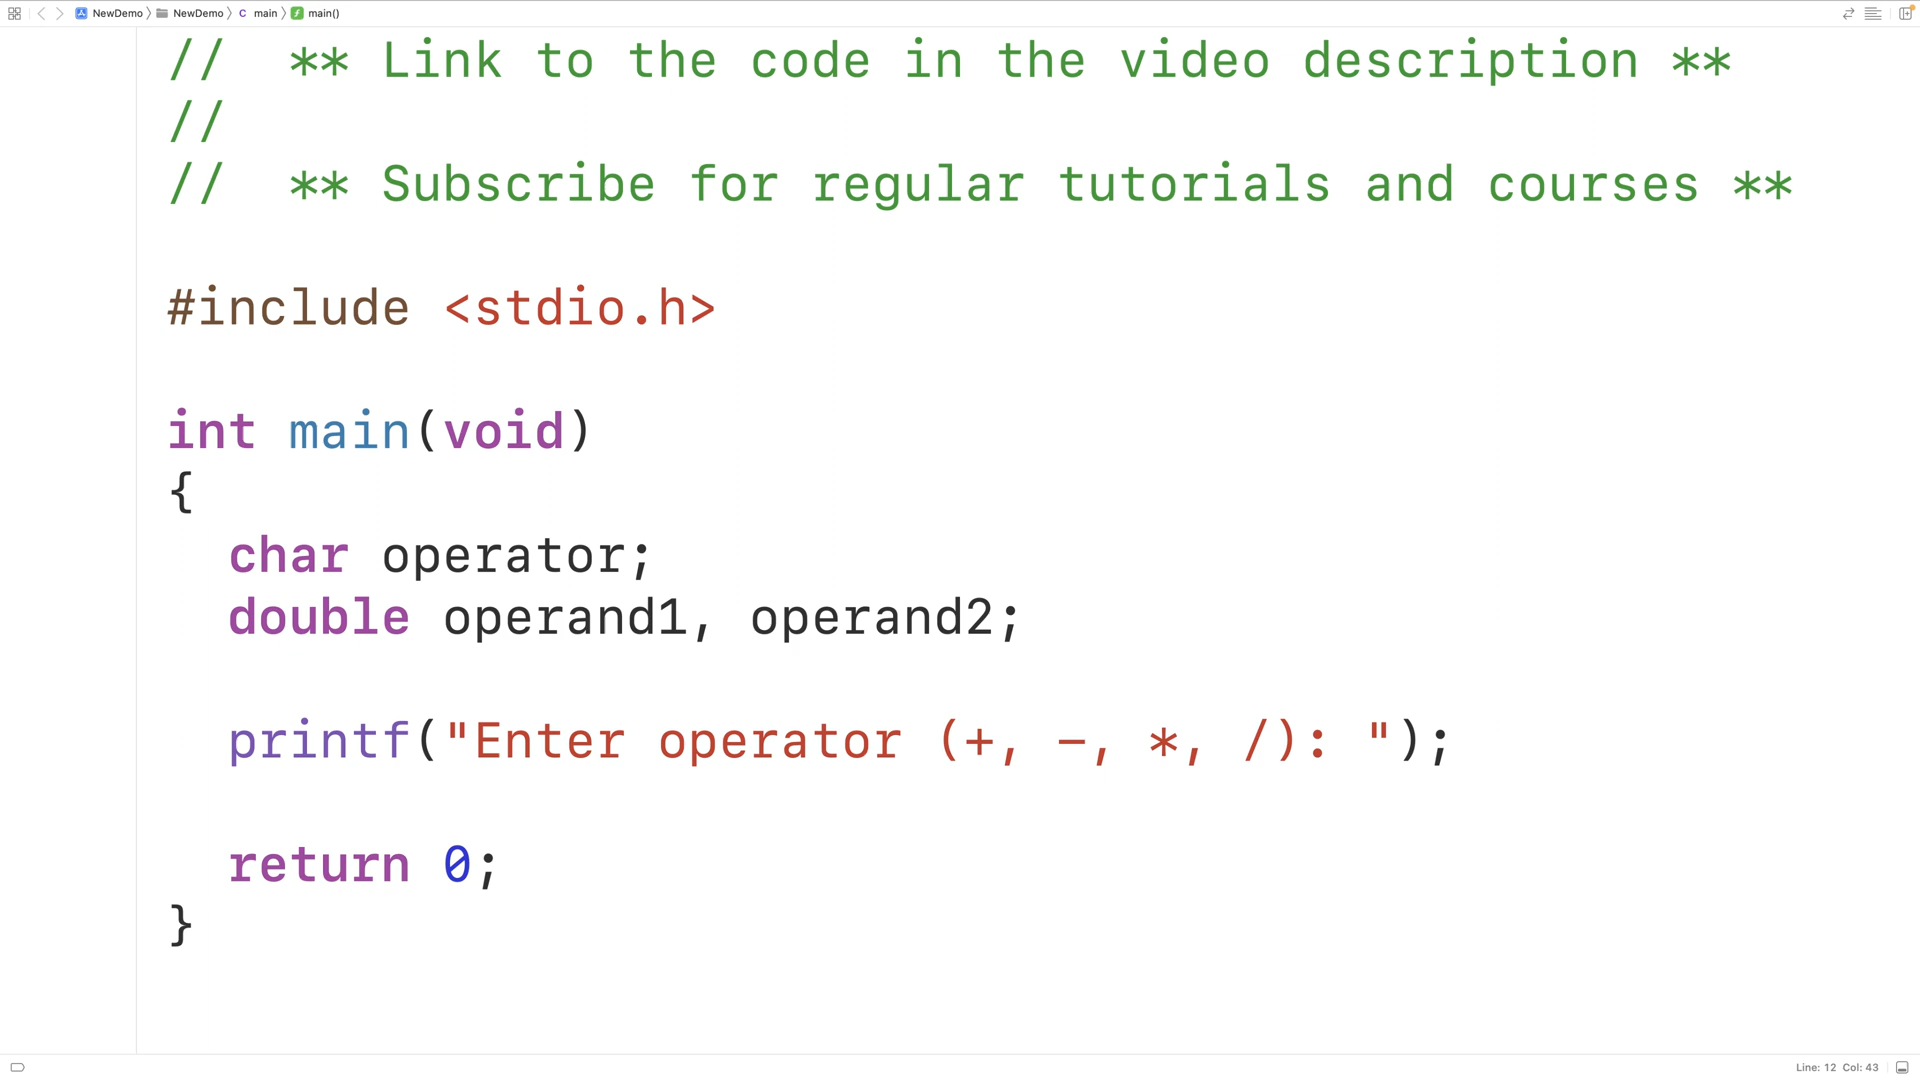 NewDemo NewDemo C main f main()
// ** Link to the code in the video description **
//
// ** Subscribe for regular tutorials and courses **
#include <stdio.h>
int main(void)
{
char operator;
double operand1, operand2;
printf("Enter operator (+, -, *, /): ");
return 0;
}
Line: 12 Col: 43